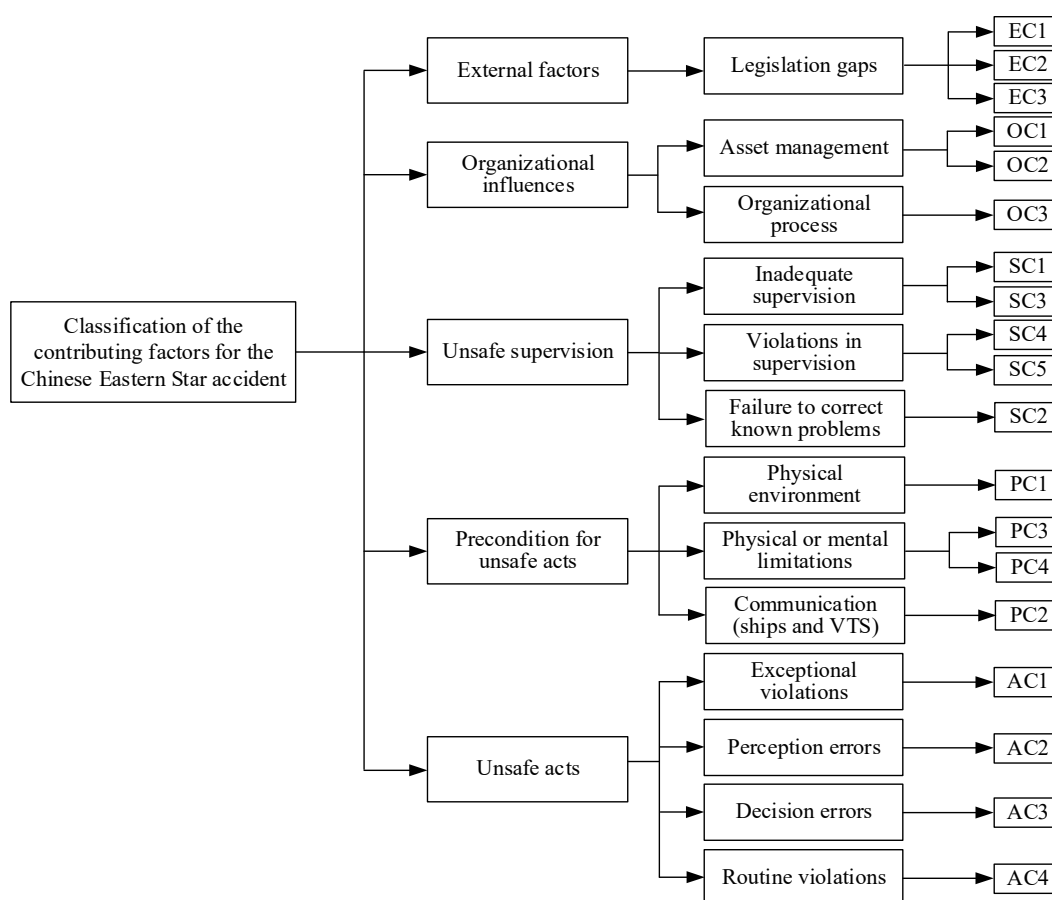 Classification of the
contributing factors for the
Chinese Eastern Star accident
External factors
Legislation gaps
EC1
EC2
EC3
Organizational
influences
Asset management
OC1
OC2
Organizational
process
OC3
Unsafe supervision
Inadequate
supervision
SC1
SC3
Violations in
supervision
SC4
SC5
Failure to correct
known problems
SC2
Precondition for
unsafe acts
Physical
environment
PC1
Physical or mental
limitations
PC3
PC4
Communication
(ships and VTS)
PC2
Unsafe acts
Exceptional
violations
AC1
Perception errors
AC2
Decision errors
AC3
Routine violations
AC4